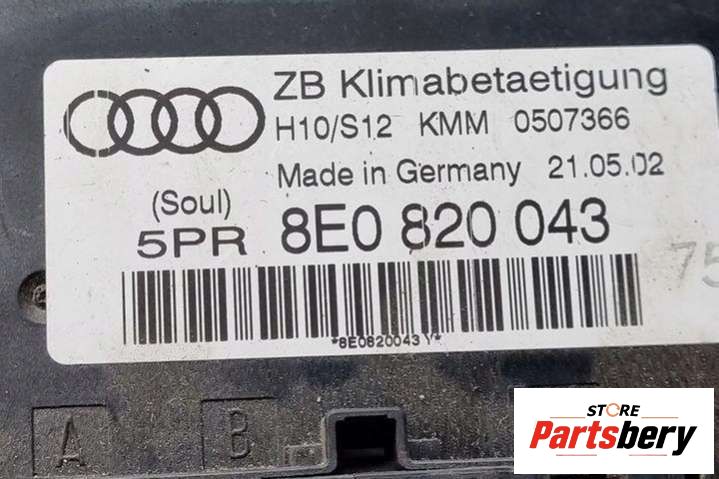 ZB Klimabetaetigung
H10/S12 KMM 0507366
Made in Germany 21.05.02
(Soul)
5PR 8E0 820 043
75
*8E0820043 Y*
A B
STORE
Partsbery